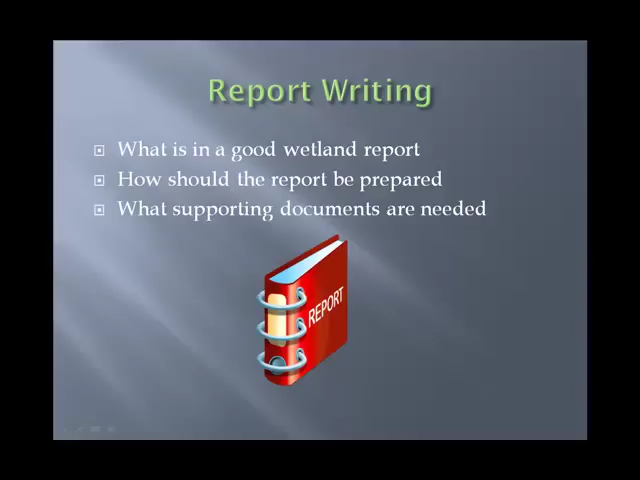 Report Writing
What is in a good wetland report
How should the report be prepared
What supporting documents are needed
REPORT